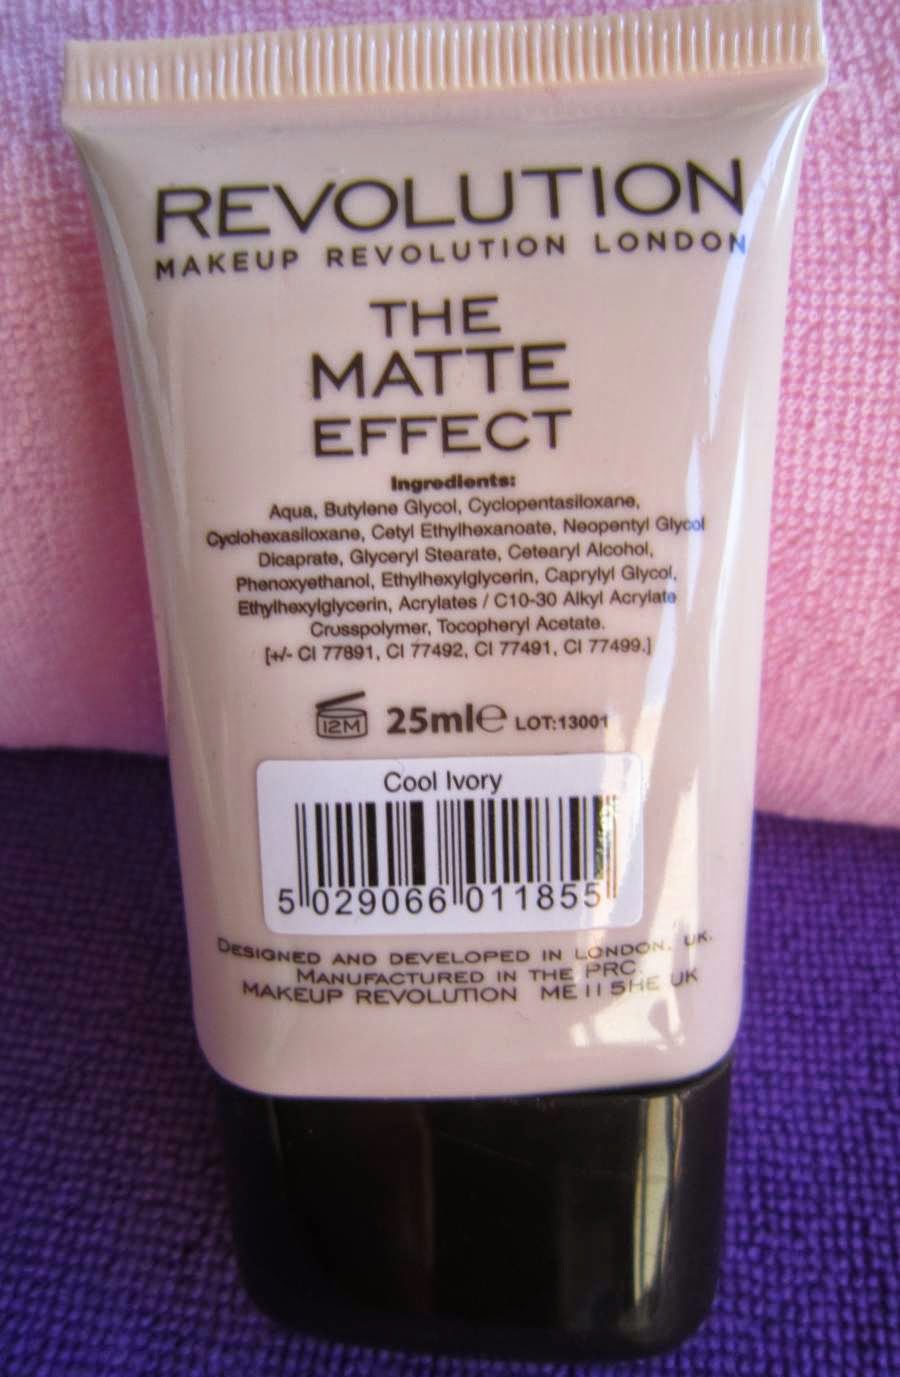 REVOLUTION
MAKEUP REVOLUTION LONDON
THE
MATTE
EFFECT
Ingredients:
Aqua, Butylene Glycol, Cyclopentasiloxane,
Cyclohexasiloxane, Cetyl Ethylhexanoate, Neopentyl Glycol
Dicaprate, Glyceryl Stearate, Cetearyl Alcohol,
Phenoxyethanol, Ethylhexylglycerin, Caprylyl Glycol,
Ethylhexylglycerin, Acrylates / C10-30 Alkyl Acrylate
Crusspolymer, Tocopheryl Acetate.
[+/- CI 77891, CI 77492, CI 77491, CI 77499.]
12M 25ml℮ LOT:13001
Cool Ivory
5 029066 011855
DESIGNED AND DEVELOPED IN LONDON, UK.
MANUFACTURED IN THE PRC.
MAKEUP REVOLUTION ME11 5HE UK